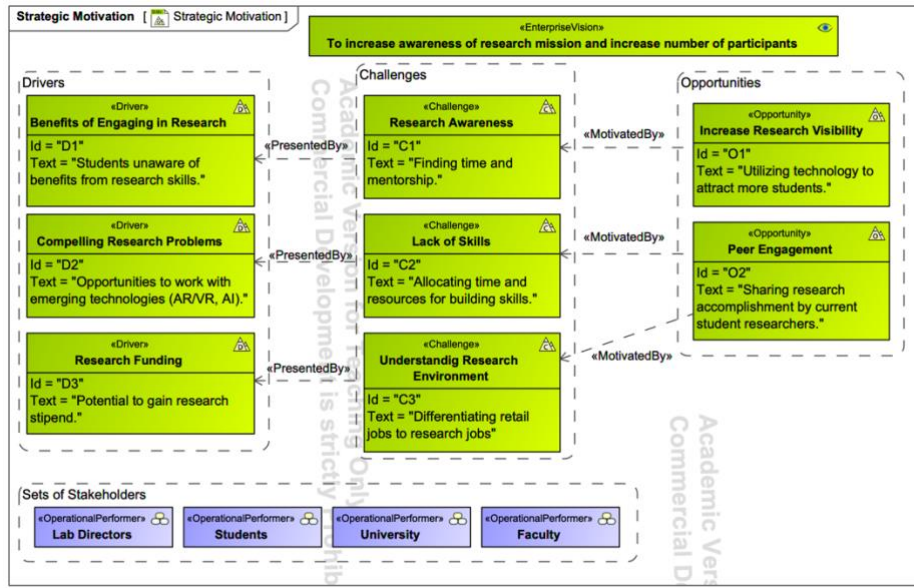 Strategic Motivation [ Strategic Motivation ]
«EnterpriseVision»
To increase awareness of research mission and increase number of participants
Drivers
«Driver»
Benefits of Engaging in Research
Id = "D1"
Text = "Students unaware of
benefits from research skills."
«Driver»
Compelling Research Problems
Id = "D2"
Text = "Opportunities to work with
emerging technologies (AR/VR, AI)."
«Driver»
Research Funding
Id = "D3"
Text = "Potential to gain research
stipend."
«PresentedBy»
«PresentedBy»
«PresentedBy»
Challenges
«Challenge»
Research Awareness
Id = "C1"
Text = "Finding time and
mentorship."
«Challenge»
Lack of Skills
Id = "C2"
Text = "Allocating time and
resources for building skills."
«Challenge»
Understandig Research
Environment
Id = "C3"
Text = "Differentiating retail
jobs to research jobs"
«MotivatedBy»
«MotivatedBy»
«MotivatedBy»
Opportunities
«Opportunity»
Increase Research Visibility
Id = "O1"
Text = "Utilizing technology to
attract more students."
«Opportunity»
Peer Engagement
Id = "O2"
Text = "Sharing research
accomplishment by current
student researchers."
Sets of Stakeholders
«OperationalPerformer»
Lab Directors
«OperationalPerformer»
Students
«OperationalPerformer»
University
«OperationalPerformer»
Faculty
Academic Version for Teaching Only
Commercial Development is strictly Prohib
Academic Vers
Commercial D